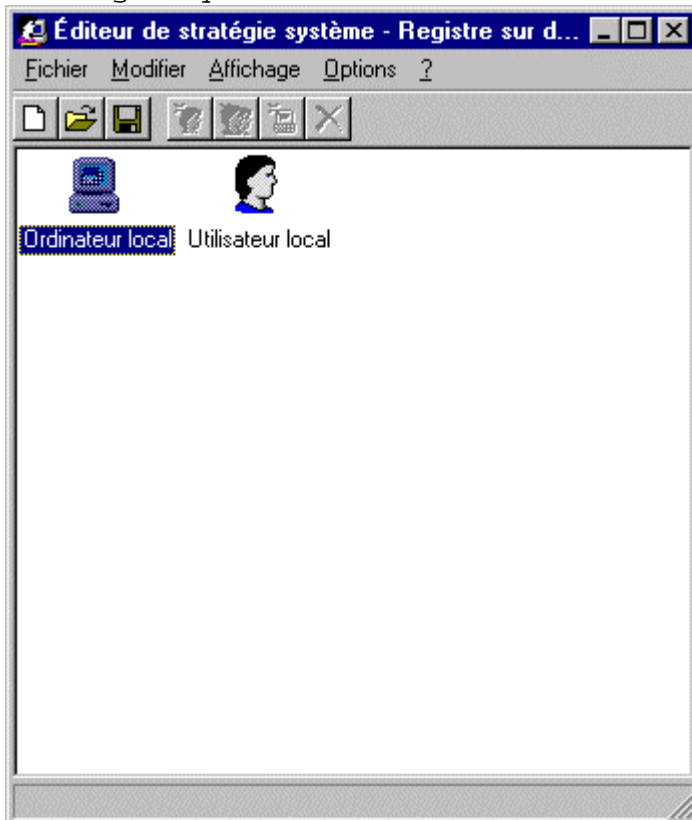 Éditeur de stratégie système - Registre sur d...
Fichier Modifier Affichage Options ?
Ordinateur local Utilisateur local